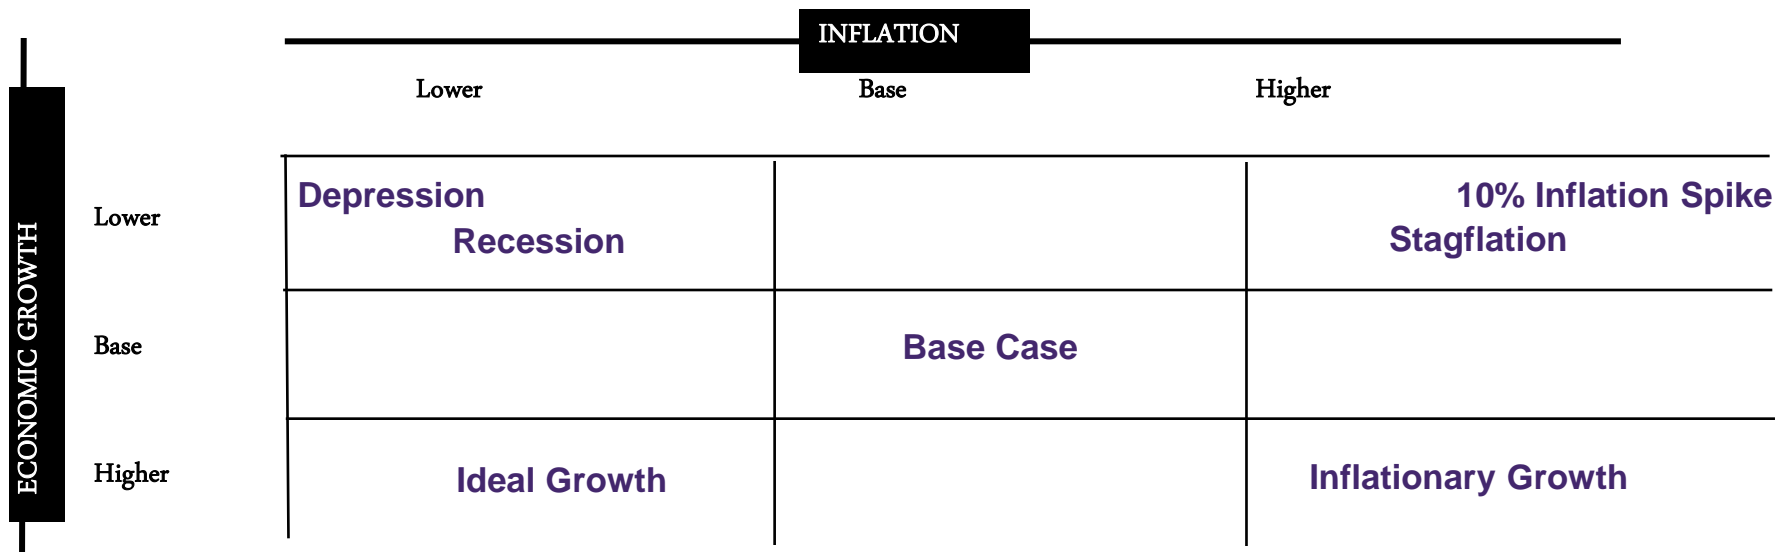 INFLATION
Lower Base Higher
ECONOMIC GROWTH
Lower
Depression 10% Inflation Spike
Recession Stagflation
Base
Base Case
Higher
Ideal Growth Inflationary Growth